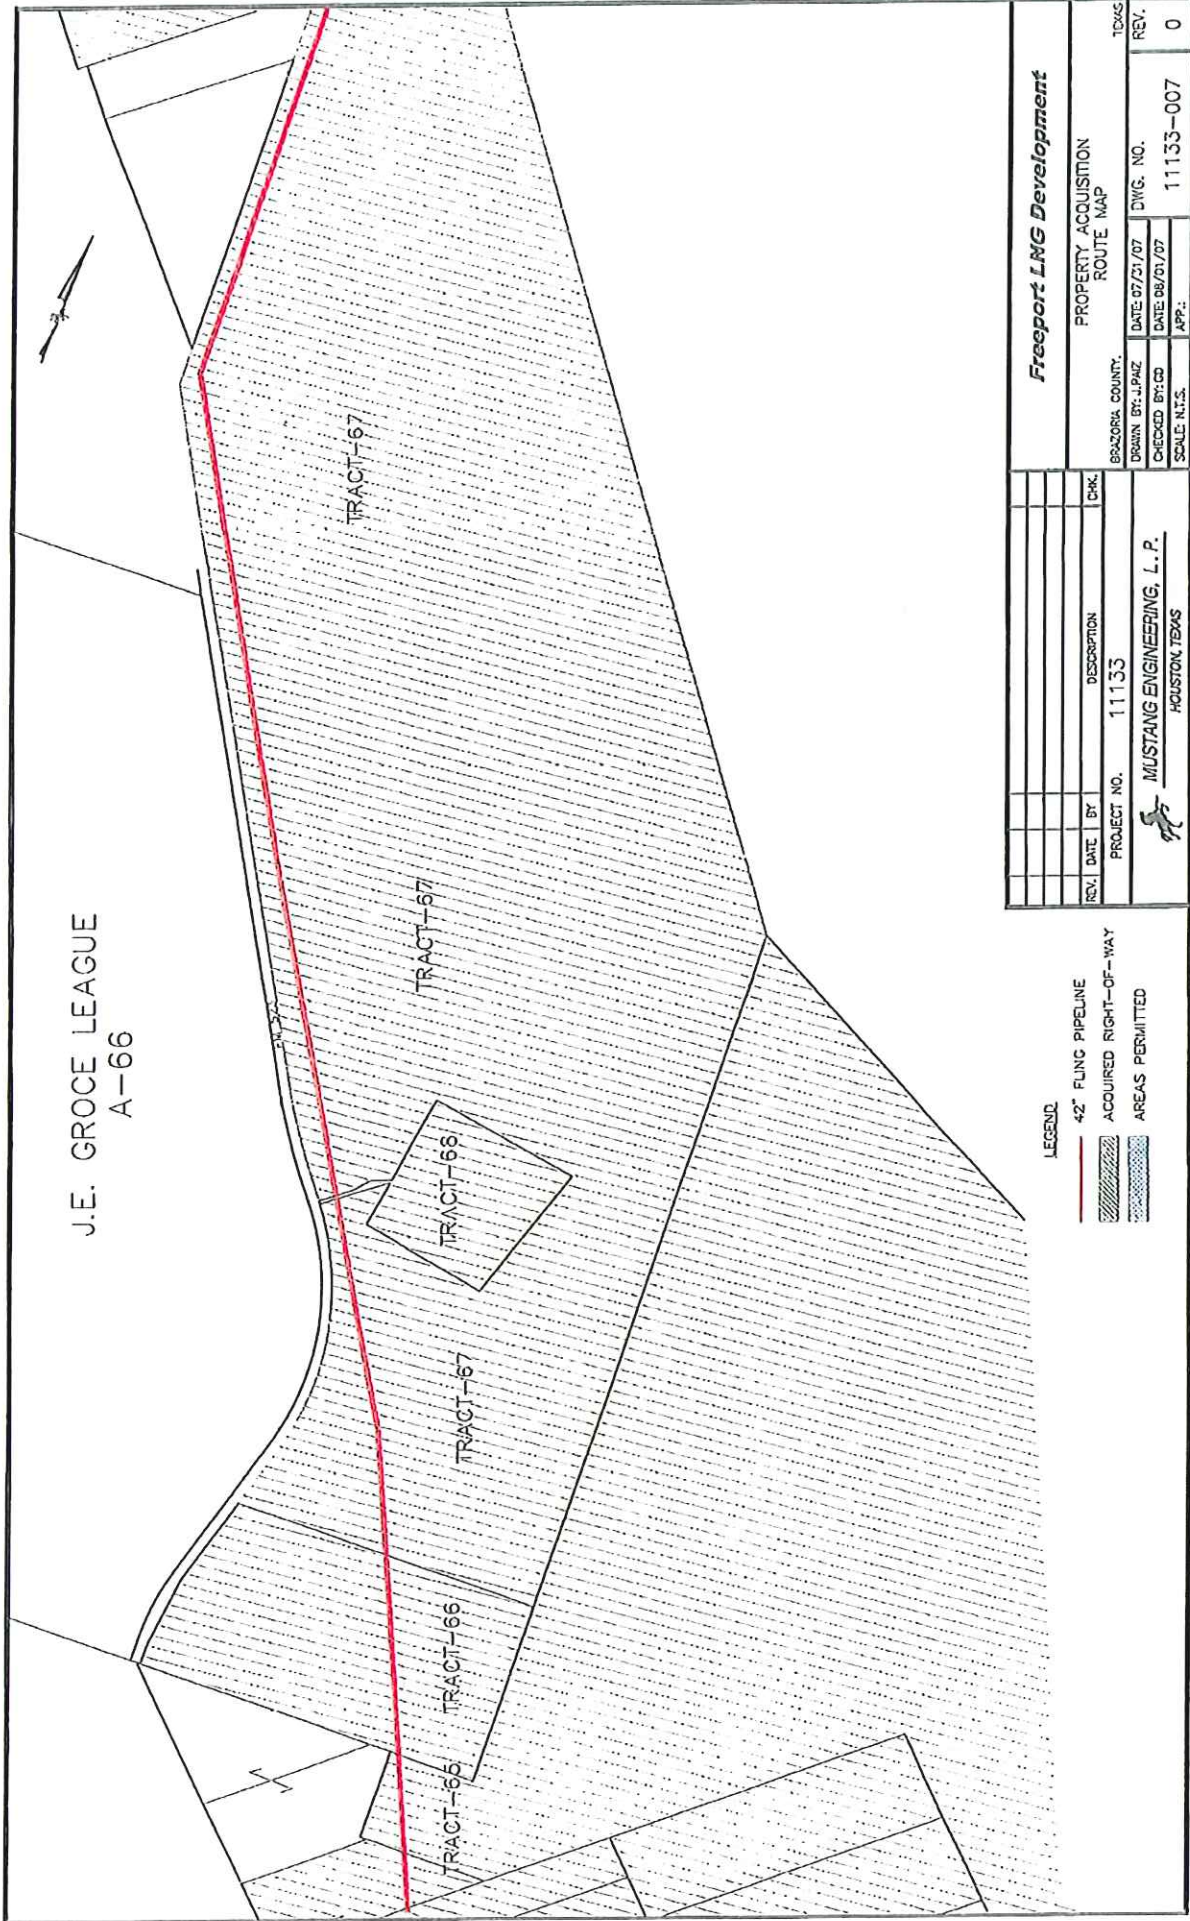 J.E. GROCE LEAGUE
A-66
TRACT-65
TRACT-66
TRACT-67
TRACT-68
TRACT-67
TRACT-67
LEGEND
42" FLNG PIPELINE
ACQUIRED RIGHT-OF-WAY
AREAS PERMITTED
REV. DATE BY DESCRIPTION CHK.
PROJECT NO. 11133
MUSTANG ENGINEERING, L.P.
HOUSTON, TEXAS
Freeport LNG Development
PROPERTY ACQUISITION
ROUTE MAP
BRAZORIA COUNTY, TEXAS
DRAWN BY: J.PAIZ DATE: 07/31/07 DWG. NO. REV.
CHECKED BY: GD DATE: 08/01/07
SCALE: N.T.S. APP.: 11133-007 0